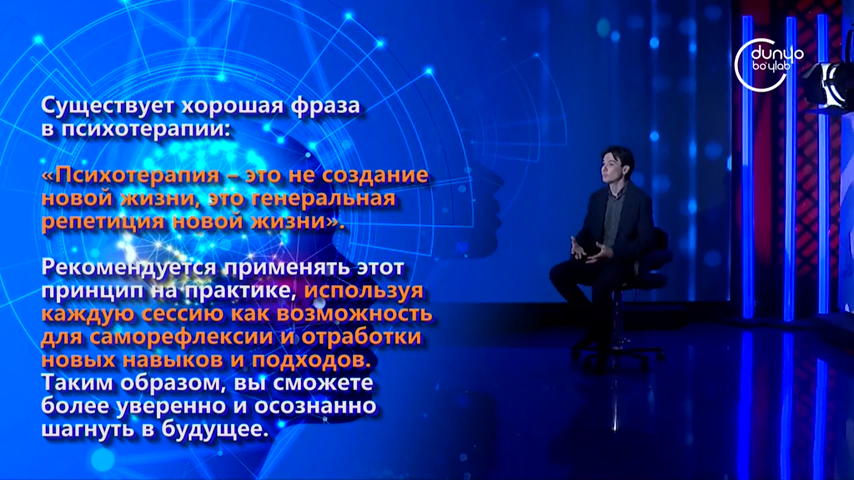 Существует хорошая фраза
в психотерапии:
«Психотерапия – это не создание
новой жизни, это генеральная
репетиция новой жизни».
Рекомендуется применять этот
принцип на практике, используя
каждую сессию как возможность
для саморефлексии и отработки
новых навыков и подходов.
Таким образом, вы сможете
более уверенно и осознанно
шагнуть в будущее.
dunyo
bo'ylab